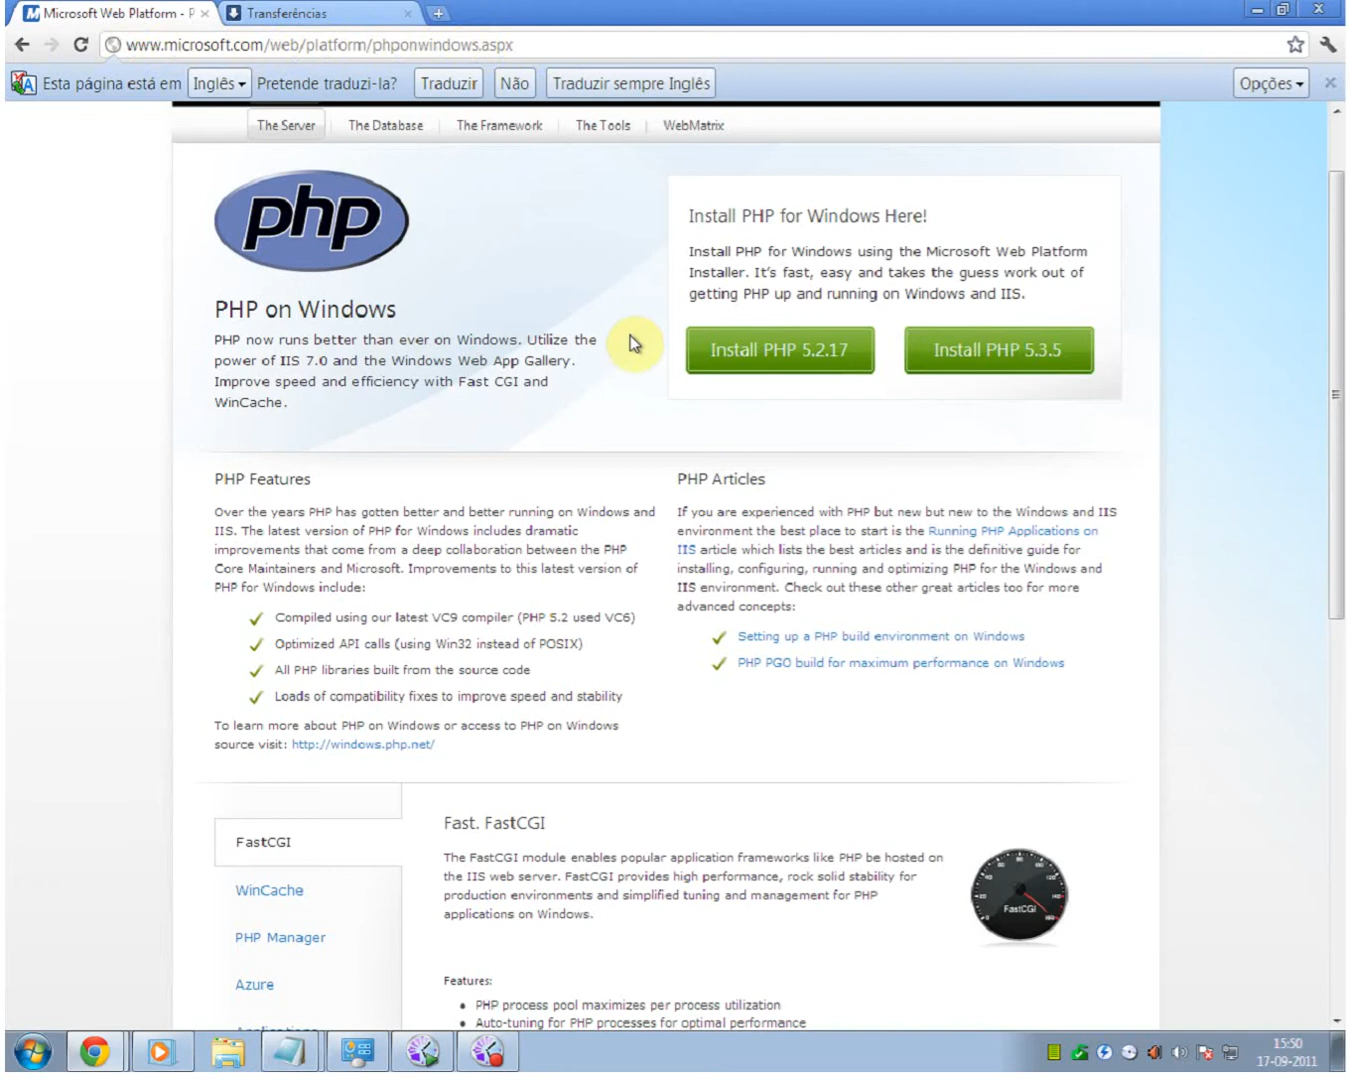 Microsoft Web Platform - P
Transferências
www.microsoft.com/web/platform/phponwindows.aspx
Esta página está em Inglês Pretende traduzi-la? Traduzir Não Traduzir sempre Inglês Opções
The Server The Database The Framework The Tools WebMatrix
php
PHP on Windows
PHP now runs better than ever on Windows. Utilize the
power of IIS 7.0 and the Windows Web App Gallery.
Improve speed and efficiency with Fast CGI and
WinCache.
Install PHP for Windows Here!
Install PHP for Windows using the Microsoft Web Platform
Installer. It's fast, easy and takes the guess work out of
getting PHP up and running on Windows and IIS.
Install PHP 5.2.17 Install PHP 5.3.5
PHP Features
Over the years PHP has gotten better and better running on Windows and
IIS. The latest version of PHP for Windows includes dramatic
improvements that come from a deep collaboration between the PHP
Core Maintainers and Microsoft. Improvements to this latest version of
PHP for Windows include:
Compiled using our latest VC9 compiler (PHP 5.2 used VC6)
Optimized API calls (using Win32 instead of POSIX)
All PHP libraries built from the source code
Loads of compatibility fixes to improve speed and stability
To learn more about PHP on Windows or access to PHP on Windows
source visit: http://windows.php.net/
PHP Articles
If you are experienced with PHP but new but new to the Windows and IIS
environment the best place to start is the Running PHP Applications on
IIS article which lists the best articles and is the definitive guide for
installing, configuring, running and optimizing PHP for the Windows and
IIS environment. Check out these other great articles too for more
advanced concepts:
Setting up a PHP build environment on Windows
PHP PGO build for maximum performance on Windows
FastCGI
WinCache
PHP Manager
Azure
Fast. FastCGI
The FastCGI module enables popular application frameworks like PHP be hosted on
the IIS web server. FastCGI provides high performance, rock solid stability for
production environments and simplified tuning and management for PHP
applications on Windows.
FastCGI
Features:
PHP process pool maximizes per process utilization
Auto-tuning for PHP processes for optimal performance
15:50
17-09-2011